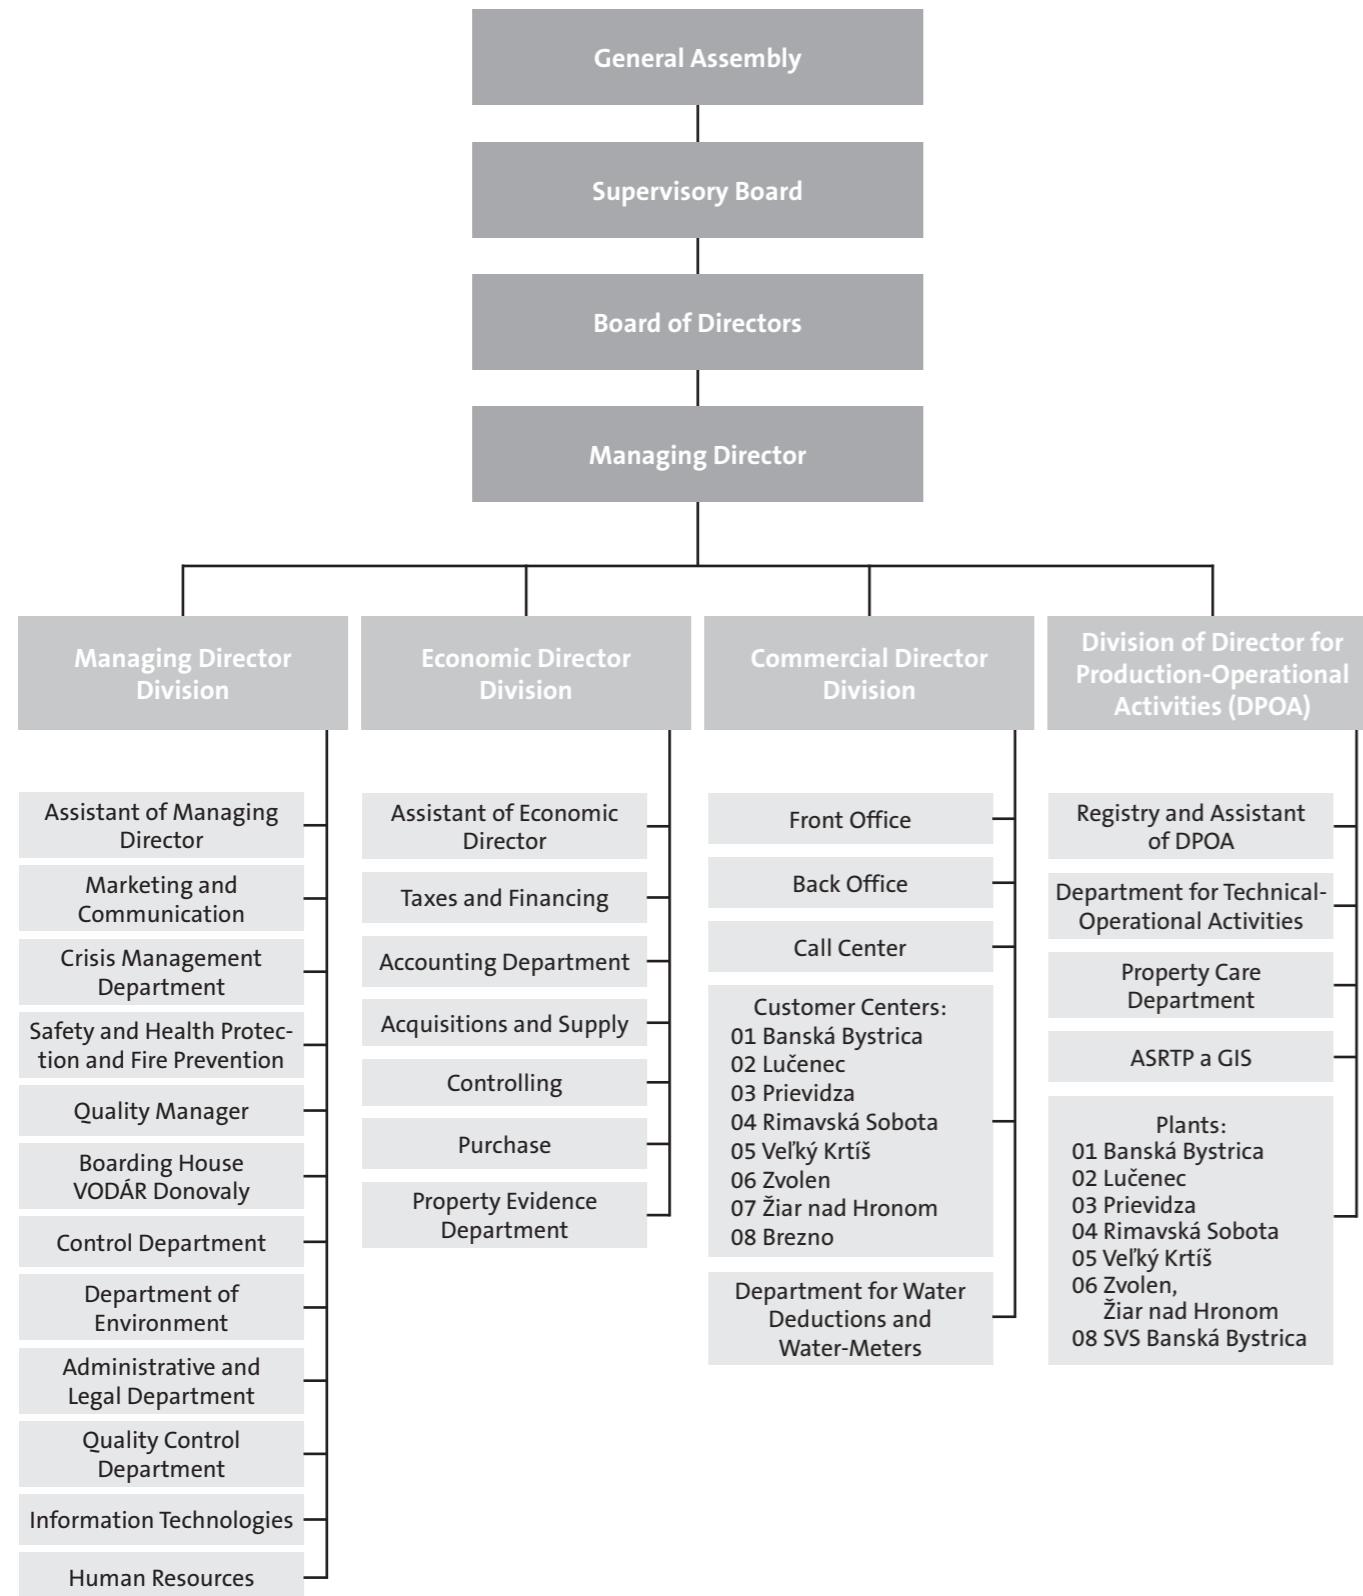 General Assembly
Supervisory Board
Board of Directors
Managing Director
Managing Director
Division
Economic Director
Division
Commercial Director
Division
Division of Director for
Production-Operational
Activities (DPOA)
Assistant of Managing
Director
Marketing and
Communication
Crisis Management
Department
Safety and Health Protec-
tion and Fire Prevention
Quality Manager
Boarding House
VODÁR Donovaly
Control Department
Department of
Environment
Administrative and
Legal Department
Quality Control
Department
Information Technologies
Human Resources
Assistant of Economic
Director
Taxes and Financing
Accounting Department
Acquisitions and Supply
Controlling
Purchase
Property Evidence
Department
Front Office
Back Office
Call Center
Customer Centers:
01 Banská Bystrica
02 Lučenec
03 Prievidza
04 Rimavská Sobota
05 Veľký Krtíš
06 Zvolen
07 Žiar nad Hronom
08 Brezno
Department for Water
Deductions and
Water-Meters
Registry and Assistant
of DPOA
Department for Technical-
Operational Activities
Property Care
Department
ASRTP a GIS
Plants:
01 Banská Bystrica
02 Lučenec
03 Prievidza
04 Rimavská Sobota
05 Veľký Krtíš
06 Zvolen,
Žiar nad Hronom
08 SVS Banská Bystrica